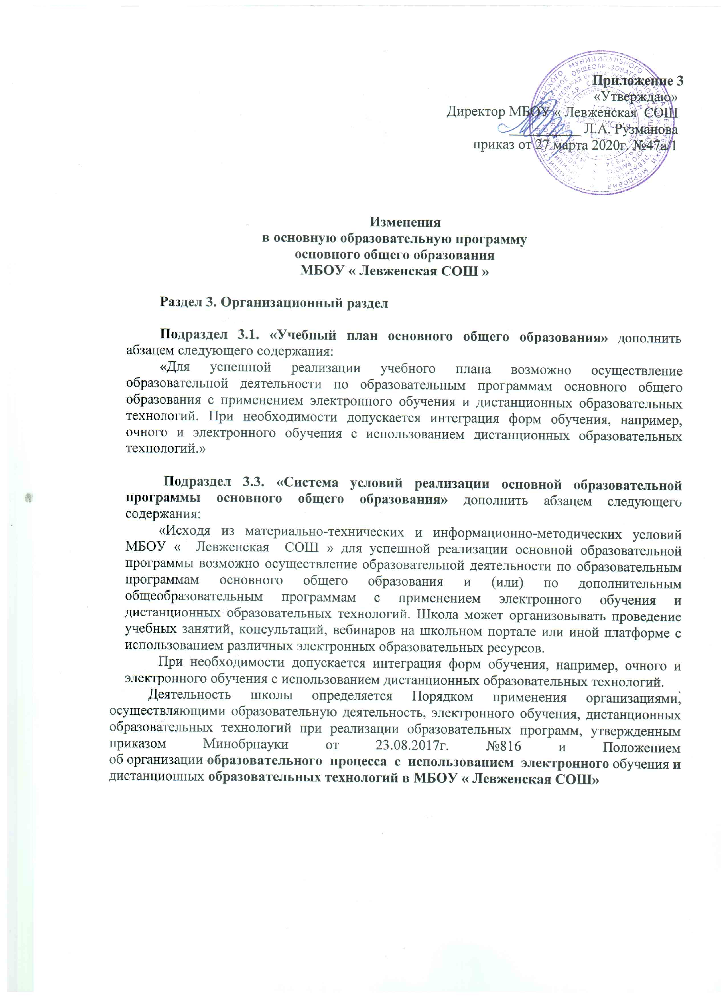 Приложение 3
«Утверждаю»
Директор МБОУ « Левженская СОШ
Л.А. Рузманова
приказ от 27 марта 2020г. №47а/1
Изменения
в основную образовательную программу
основного общего образования
МБОУ « Левженская СОШ »
Раздел 3. Организационный раздел
Подраздел 3.1. «Учебный план основного общего образования» дополнить
абзацем следующего содержания:
«Для успешной реализации учебного плана возможно осуществление
образовательной деятельности по образовательным программам основного общего
образования с применением электронного обучения и дистанционных образовательных
технологий. При необходимости допускается интеграция форм обучения, например,
очного и электронного обучения с использованием дистанционных образовательных
технологий.»
Подраздел 3.3. «Система условий реализации основной образовательной
программы основного общего образования» дополнить абзацем следующего
содержания:
«Исходя из материально-технических и информационно-методических условий
МБОУ « Левженская СОШ » для успешной реализации основной образовательной
программы возможно осуществление образовательной деятельности по образовательным
программам основного общего образования и (или) по дополнительным
общеобразовательным программам с применением электронного обучения и
дистанционных образовательных технологий. Школа может организовывать проведение
учебных занятий, консультаций, вебинаров на школьном портале или иной платформе с
использованием различных электронных образовательных ресурсов.
При необходимости допускается интеграция форм обучения, например, очного и
электронного обучения с использованием дистанционных образовательных технологий.
Деятельность школы определяется Порядком применения организациями,
осуществляющими образовательную деятельность, электронного обучения, дистанционных
образовательных технологий при реализации образовательных программ, утвержденным
приказом Минобрнауки от 23.08.2017г. №816 и Положением
об организации образовательного процесса с использованием электронного обучения и
дистанционных образовательных технологий в МБОУ « Левженская СОШ»